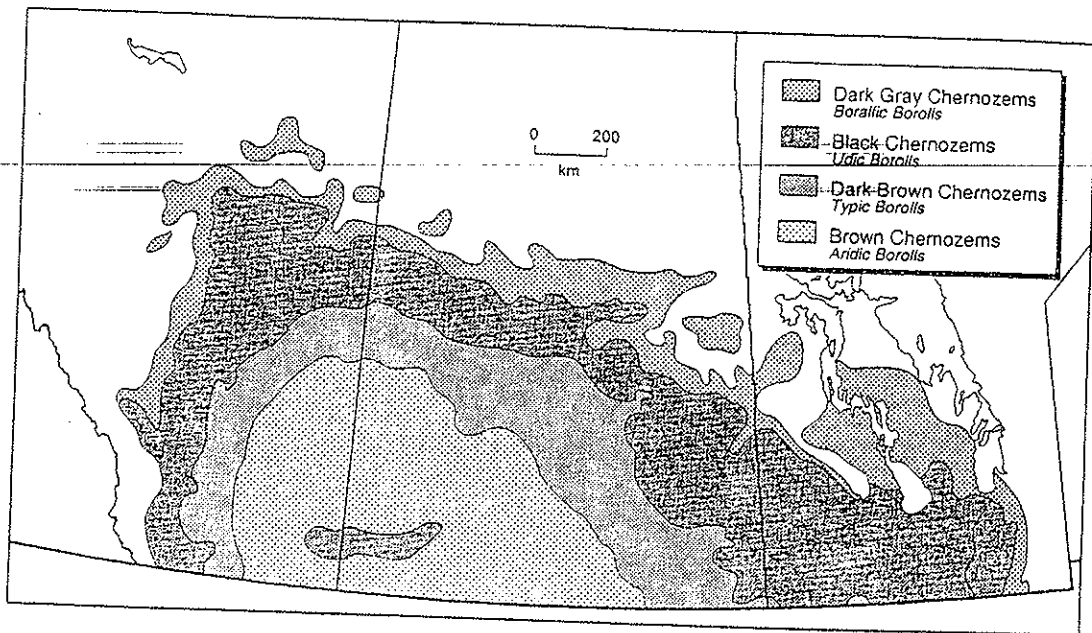 Dark Gray Chernozems
Boralfic Borolls
Black Chernozems
Udic Borolls
Dark Brown Chernozems
Typic Borolls
Brown Chernozems
Aridic Borolls
0 200
km